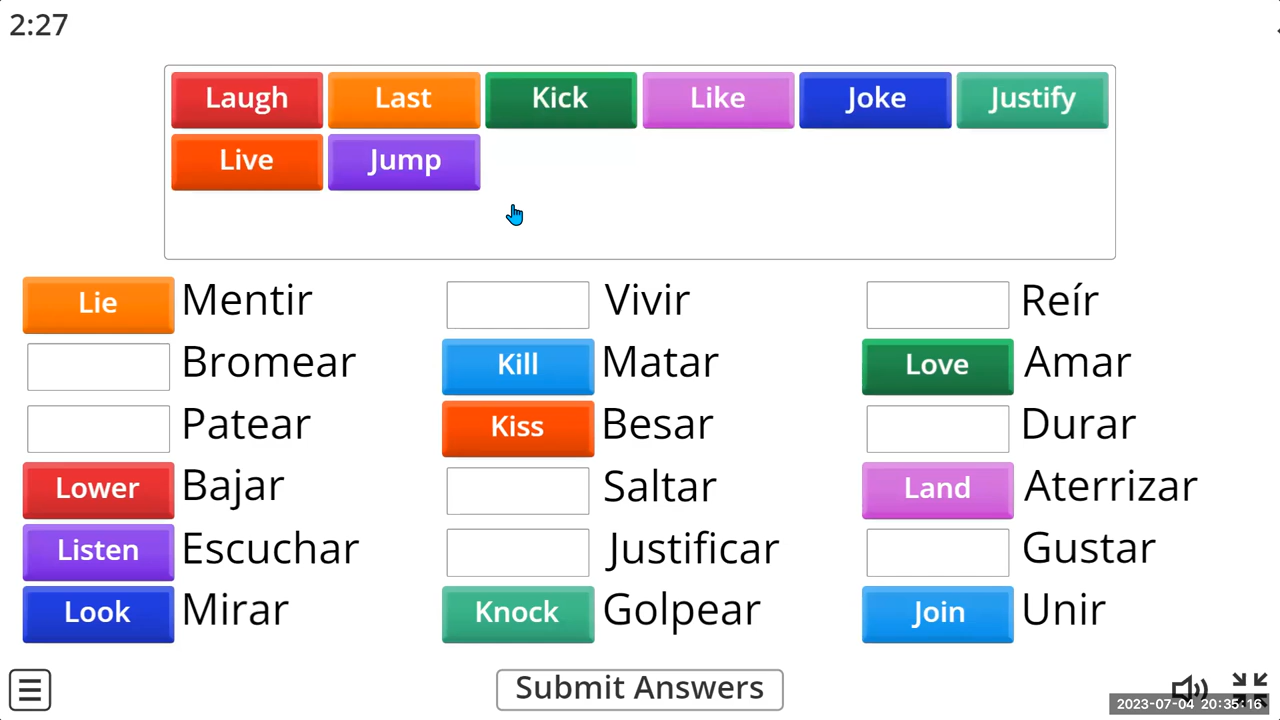 2:27
Laugh Last Kick Like Joke Justify
Live Jump
Lie Mentir Vivir Reír
Bromear Kill Matar Love Amar
Patear Kiss Besar Durar
Lower Bajar Saltar Land Aterrizar
Listen Escuchar Justificar Gustar
Look Mirar Knock Golpear Join Unir
Submit Answers
2023-07-04 20:35:16